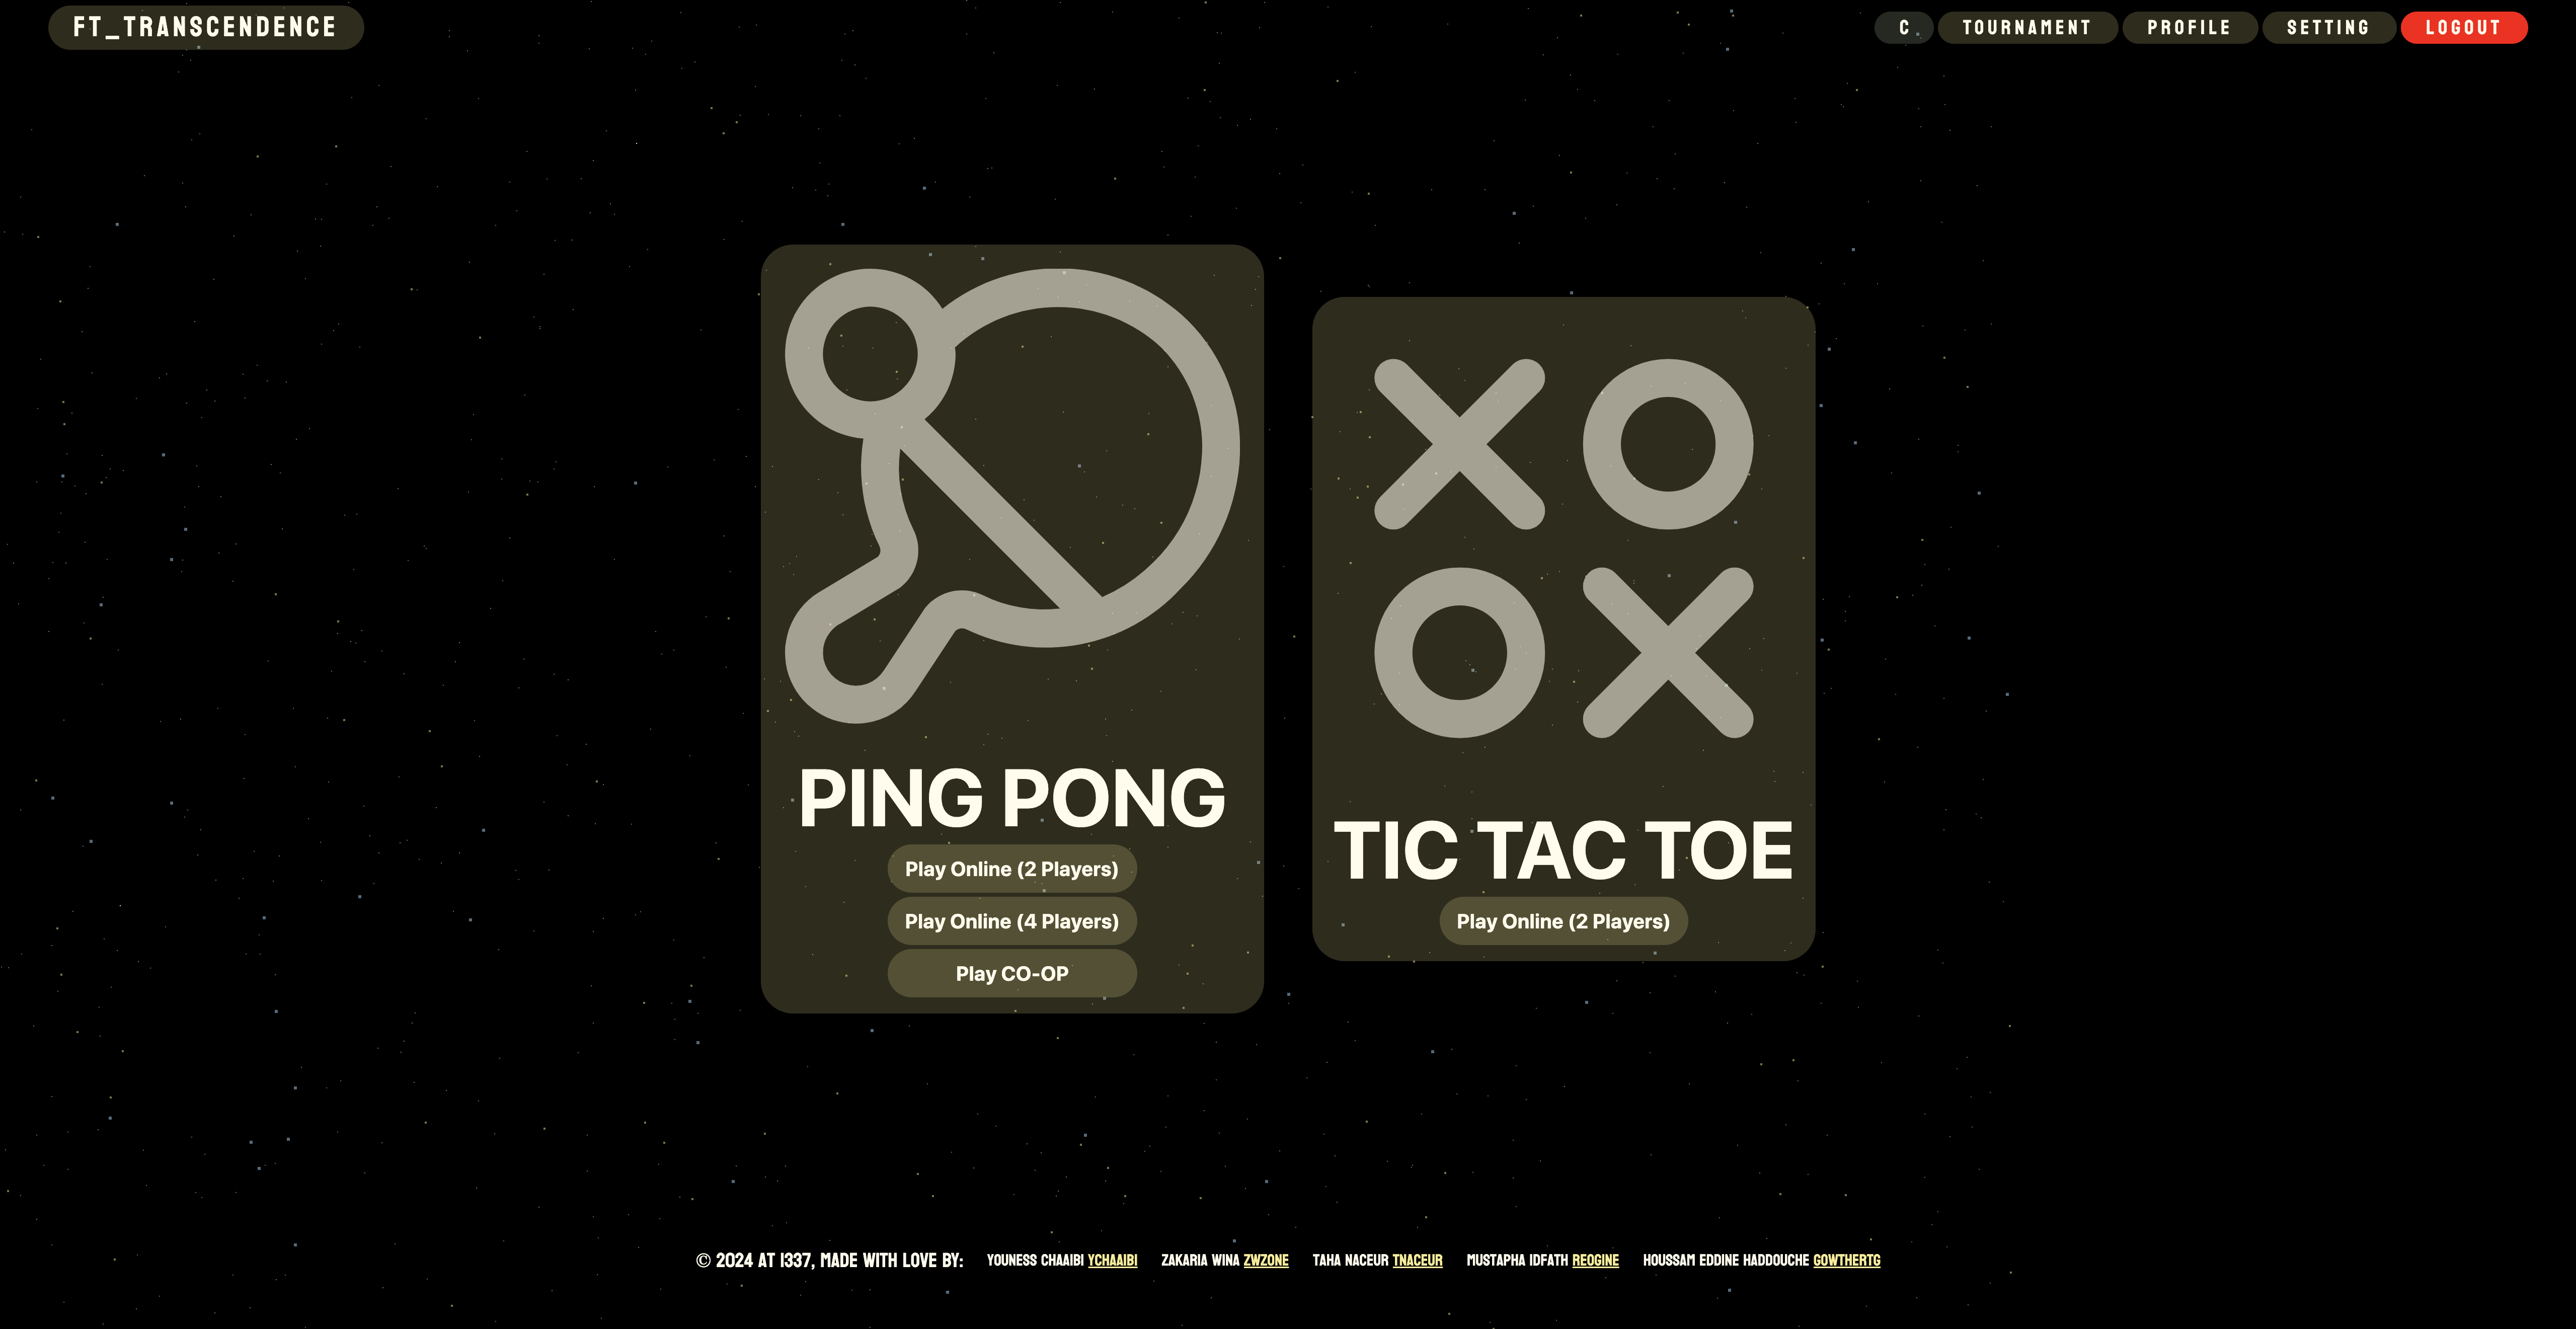 FT_TRANSCENDENCE
C
TOURNAMENT
PROFILE
SETTING
LOGOUT
PING PONG
Play Online (2 Players)
Play Online (4 Players)
Play CO-OP
TIC TAC TOE
Play Online (2 Players)
© 2024 AT 1337, MADE WITH LOVE BY: YOUNESS CHAAIBI YCHAAIBI ZAKARIA WINA ZWZONE TAHA NACEUR TNACEUR MUSTAPHA IDFATH REOGINE HOUSSAM EDDINE HADDOUCHE GOWTHERTG